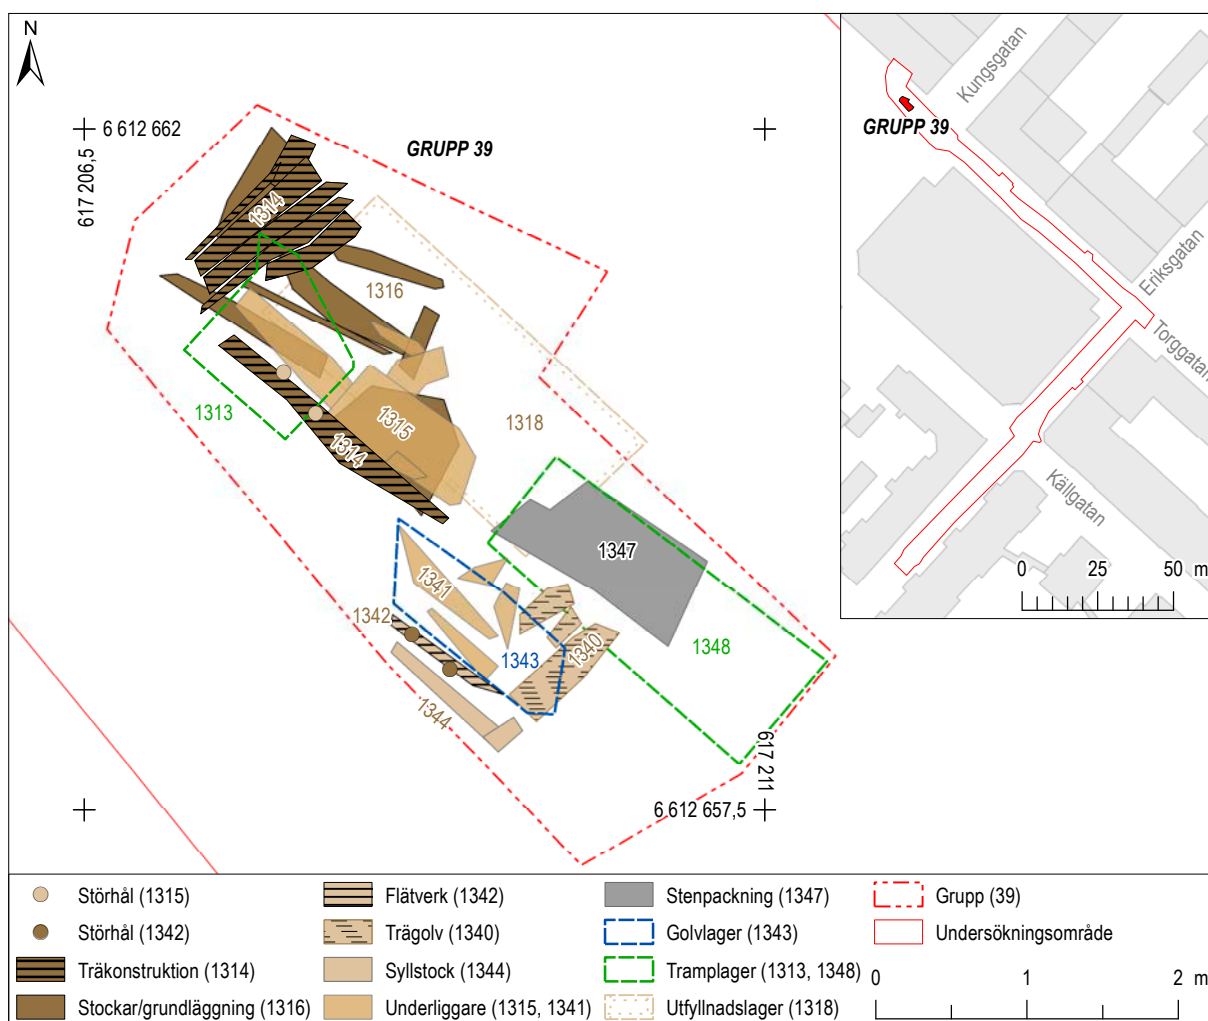 N
6 612 662
617 206,5
GRUPP 39
1314
1316
1313
1315
1318
1314
1347
1341
1342
1343
1340
1348
1344
617 211
6 612 657,5
Kungsgatan
GRUPP 39
Eriksgatan
Torggatan
Källgatan
0 25 50 m
Störhål (1315)
Störhål (1342)
Träkonstruktion (1314)
Stockar/grundläggning (1316)
Flätverk (1342)
Trägolv (1340)
Syllstock (1344)
Underliggare (1315, 1341)
Stenpackning (1347)
Golvlager (1343)
Tramplager (1313, 1348)
Utfyllnadslager (1318)
Grupp (39)
Undersökningsområde
0 1 2 m